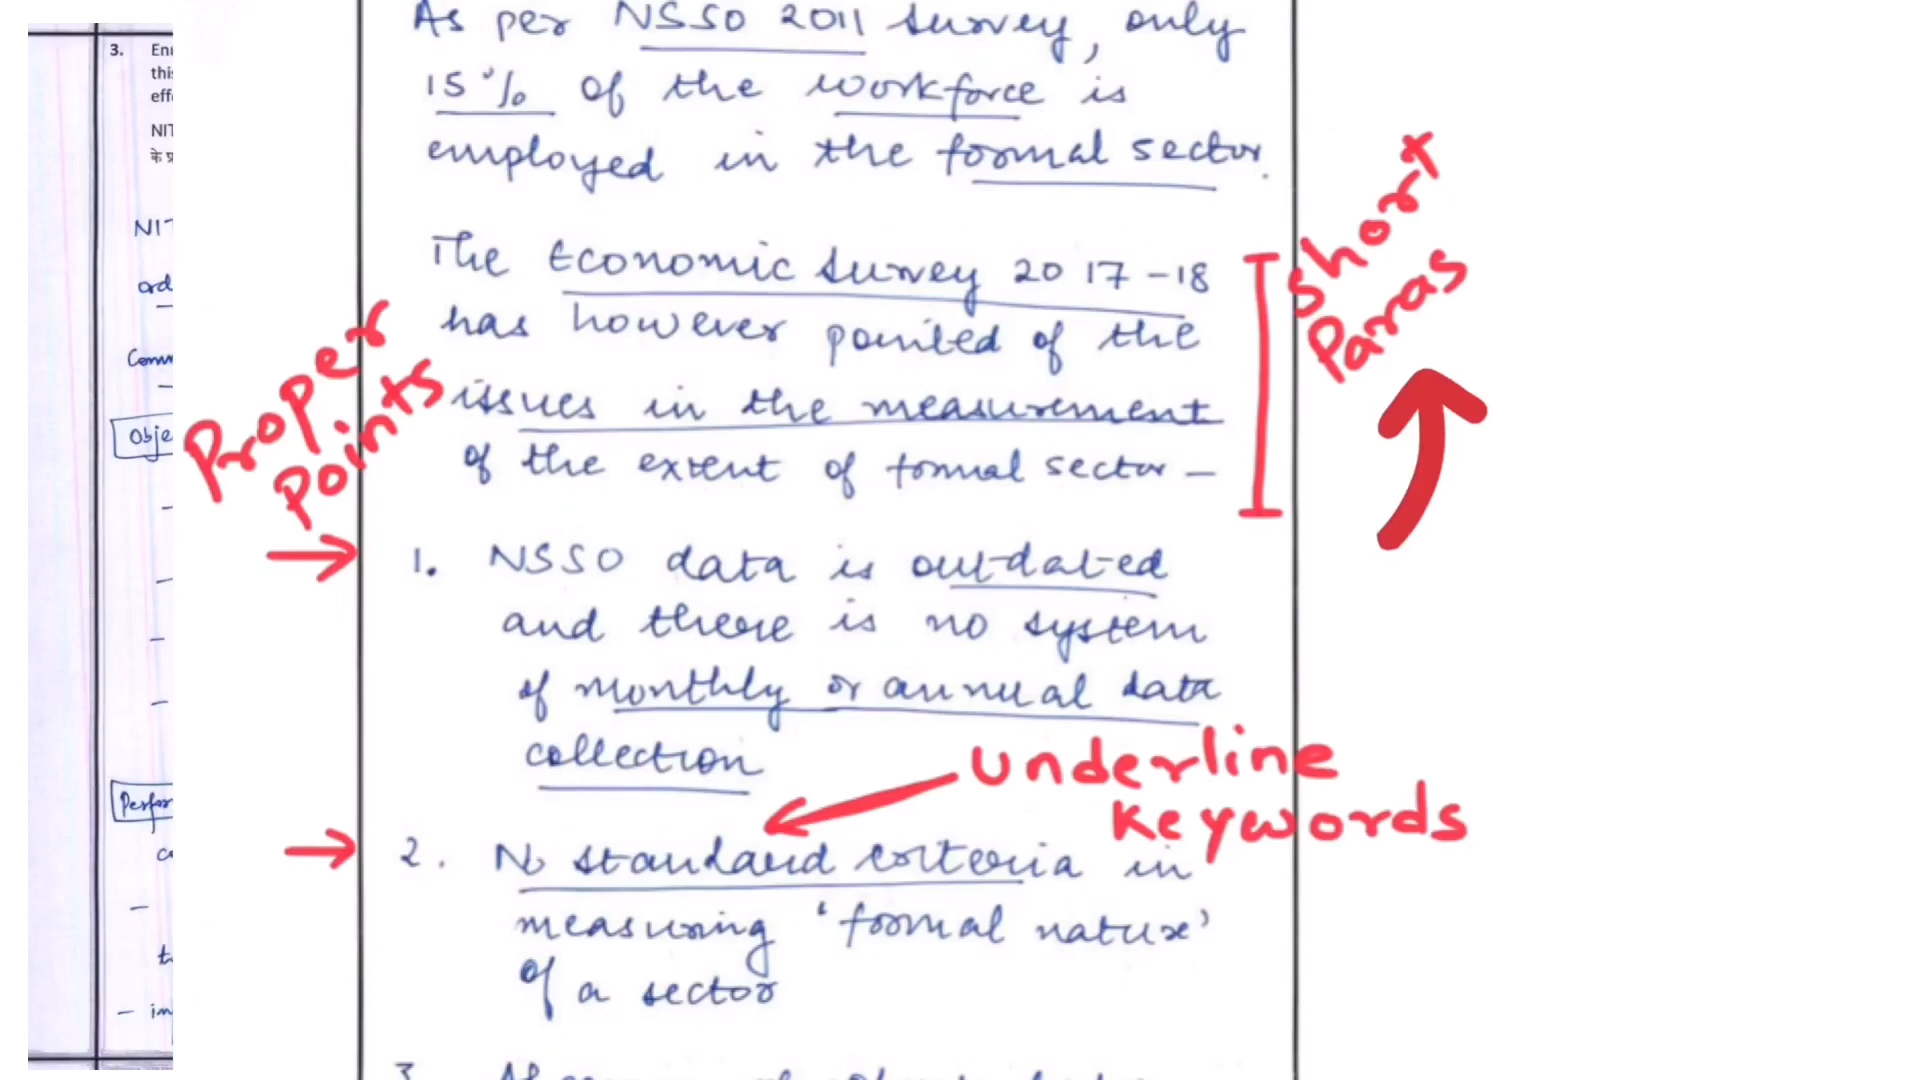 3. 
NIT
ord
Obje
Perfor
As per NSSO 2011 survey, only
15% of the workforce is
employed in the formal sector.
The Economic Survey 2017-18
has however pointed of the
issues in the measurement
of the extent of formal sector -
1. NSSO data is outdated
and there is no system
of monthly or annual data
collection
2. No standard criteria in
measuring 'formal nature'
of a sector
3.
Proper
Points
Short
Paras
Underline
Keywords